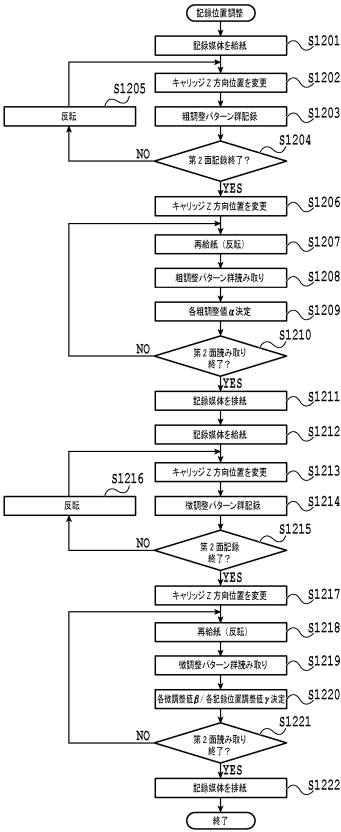 記録位置調整
記録媒体を給紙 S1201
キャリッジZ方向位置を変更 S1202
粗調整パターン群記録 S1203
S1205
反転
S1204
第2面記録終了?
NO
YES
キャリッジZ方向位置を変更 S1206
再給紙(反転) S1207
粗調整パターン群読み取り S1208
各粗調整値α決定 S1209
S1210
第2面読み取り
終了?
NO
YES
記録媒体を排紙 S1211
記録媒体を給紙 S1212
キャリッジZ方向位置を変更 S1213
微調整パターン群記録 S1214
S1216
反転
S1215
第2面記録
終了?
NO
YES
キャリッジZ方向位置を変更 S1217
再給紙(反転) S1218
微調整パターン群読み取り S1219
各微調整値β/各記録位置調整値γ決定 S1220
S1221
第2面読み取り
終了?
NO
YES
記録媒体を排紙 S1222
終了